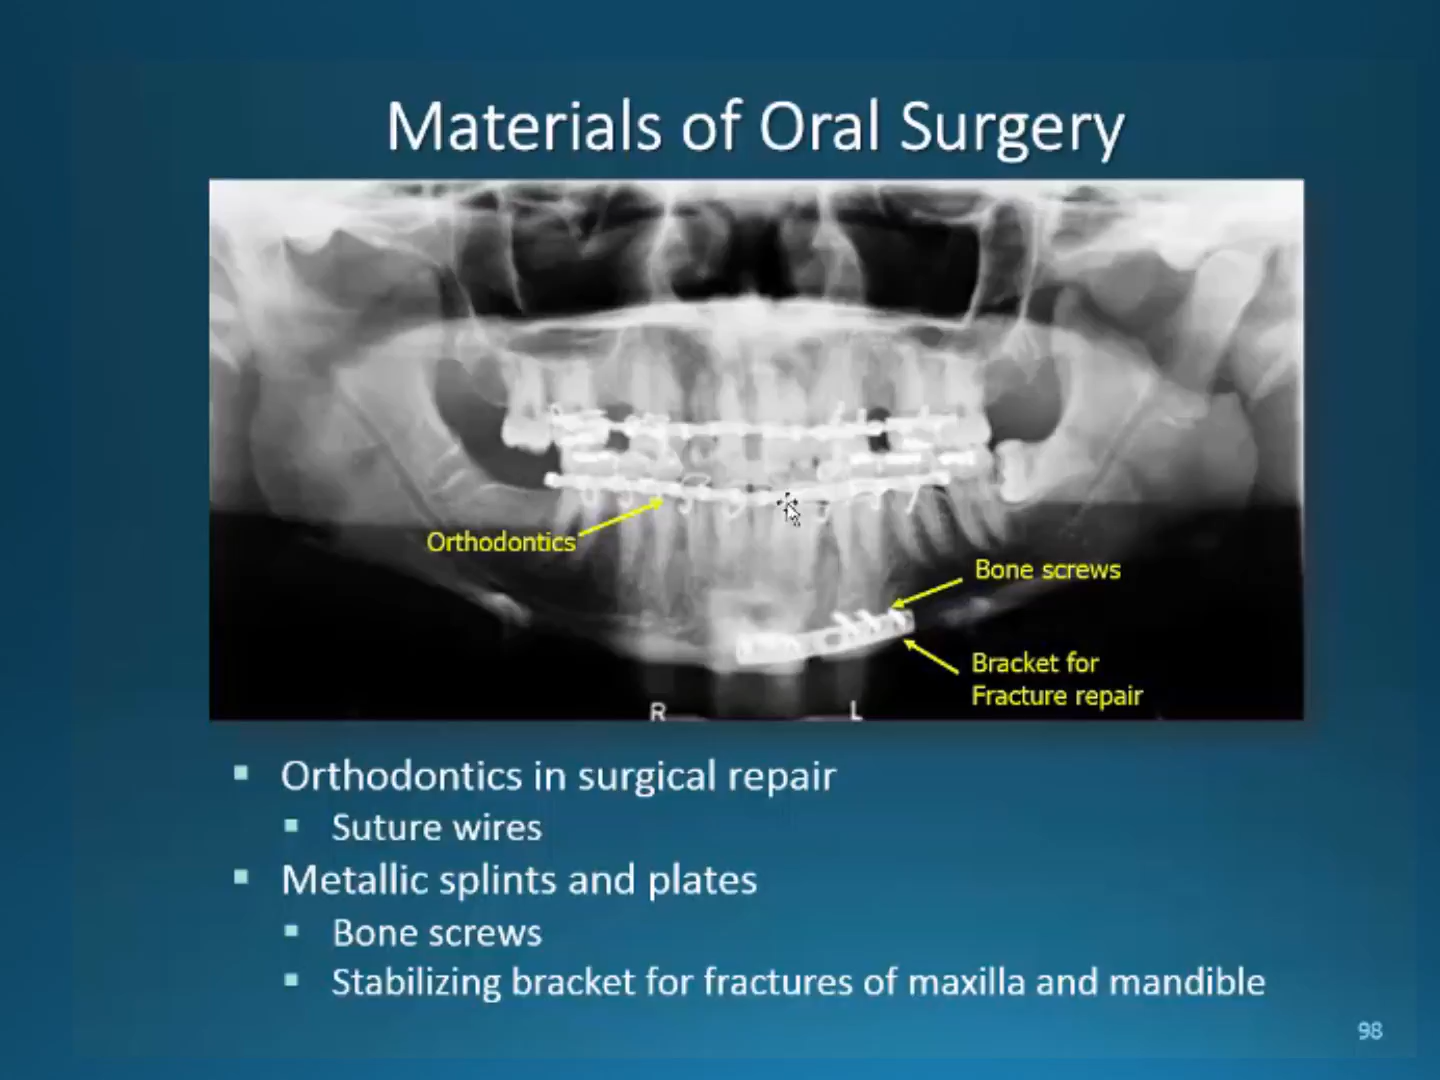 Materials of Oral Surgery
Orthodontics
Bone screws
Bracket for
Fracture repair
R
L
Orthodontics in surgical repair
Suture wires
Metallic splints and plates
Bone screws
Stabilizing bracket for fractures of maxilla and mandible
98